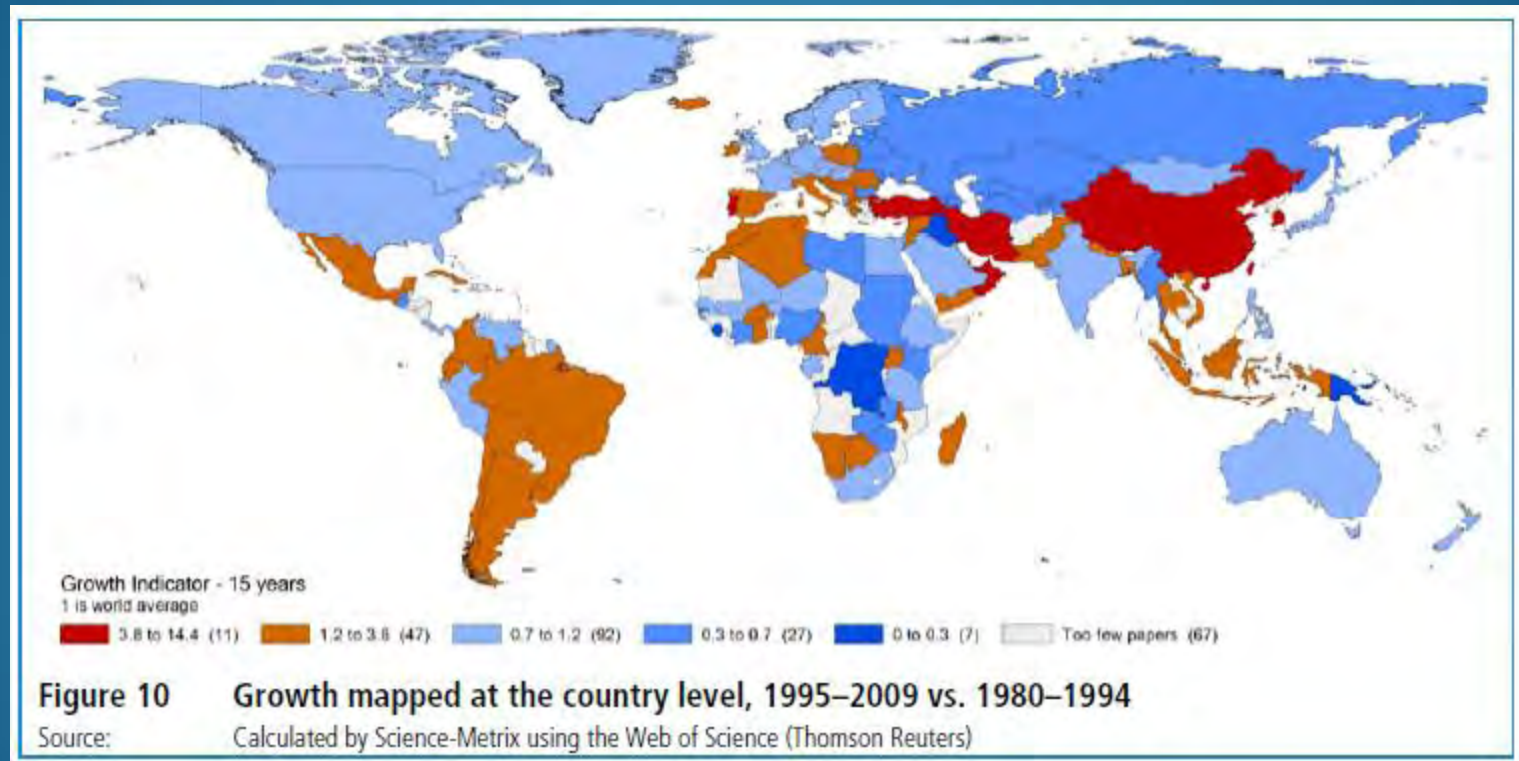 Growth Indicator - 15 years
1 is world average
3.8 to 14.4 (11) 1.2 to 3.8 (47) 0.7 to 1.2 (92) 0.3 to 0.7 (27) 0 to 0.3 (7) Too few papers (67)
Figure 10 Growth mapped at the country level, 1995–2009 vs. 1980–1994
Source: Calculated by Science-Metrix using the Web of Science (Thomson Reuters)